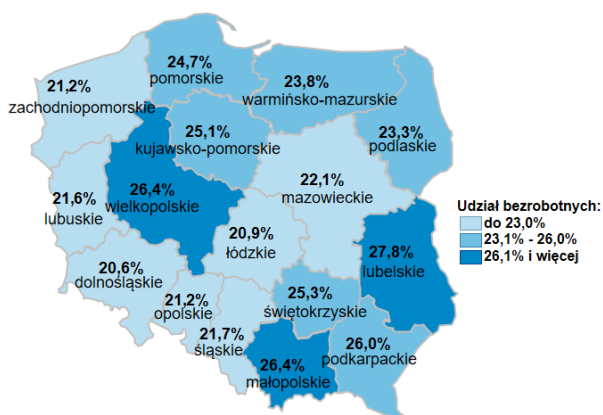 24,7%
pomorskie
23,8%
warmińsko-mazurskie
21,2%
zachodniopomorskie
25,1%
kujawsko-pomorskie
23,3%
podlaskie
22,1%
mazowieckie
26,4%
wielkopolskie
21,6%
lubuskie
Udział bezrobotnych:
do 23,0%
23,1% - 26,0%
26,1% i więcej
20,9%
łódzkie
27,8%
lubelskie
20,6%
dolnośląskie
21,2%
opolskie
25,3%
świętokrzyskie
21,7%
śląskie
26,0%
podkarpackie
26,4%
małopolskie